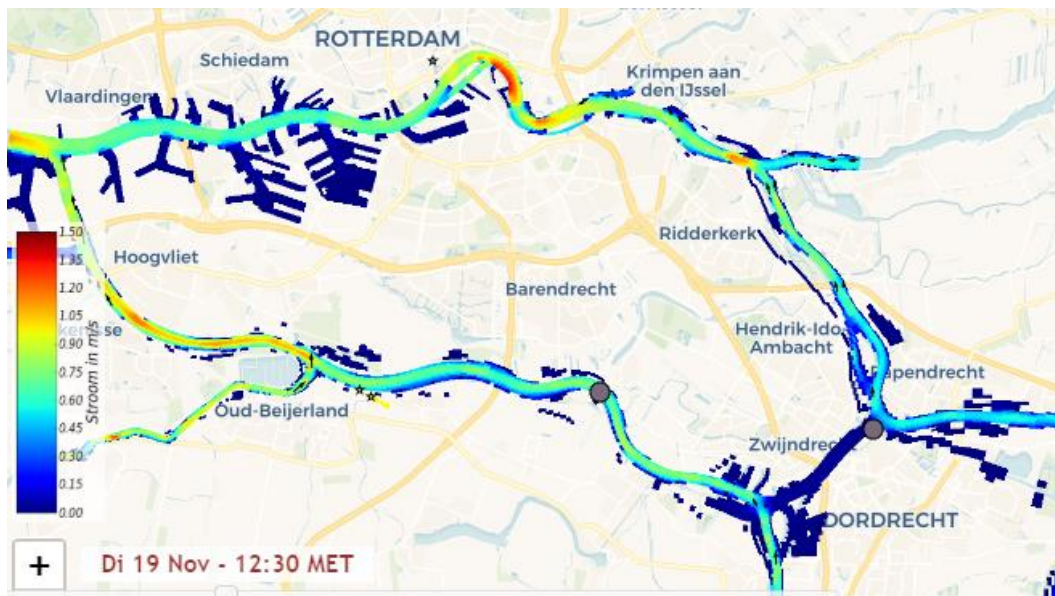 ROTTERDAM
Schiedam
Vlaardingen
Krimpen aan
den IJssel
Ridderkerk
Hoogvliet
Barendrecht
Hendrik-Ido-
Ambacht
Papendrecht
Oud-Beijerland
Zwijndrecht
DORDRECHT
1.50
1.35
1.20
1.05
0.90
0.75
0.60
0.45
0.30
0.15
0.00
Stroom in m/s
+
Di 19 Nov - 12:30 MET